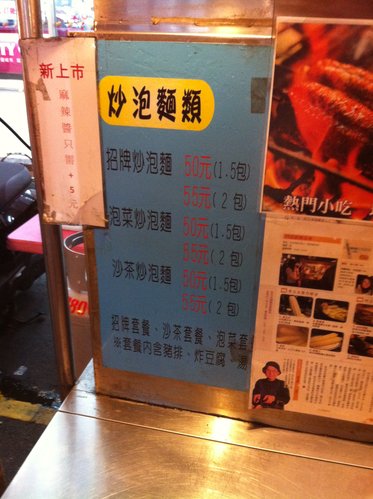 新上市
麻辣醬只需+5元
炒泡麵類
招牌炒泡麵 50元(1.5包)
55元(2包)
泡菜炒泡麵 50元(1.5包)
55元(2包)
沙茶炒泡麵 50元(1.5包)
55元(2包)
招牌套餐、沙茶套餐、泡菜套
※套餐內含豬排、炸豆腐
湯
熱門小吃